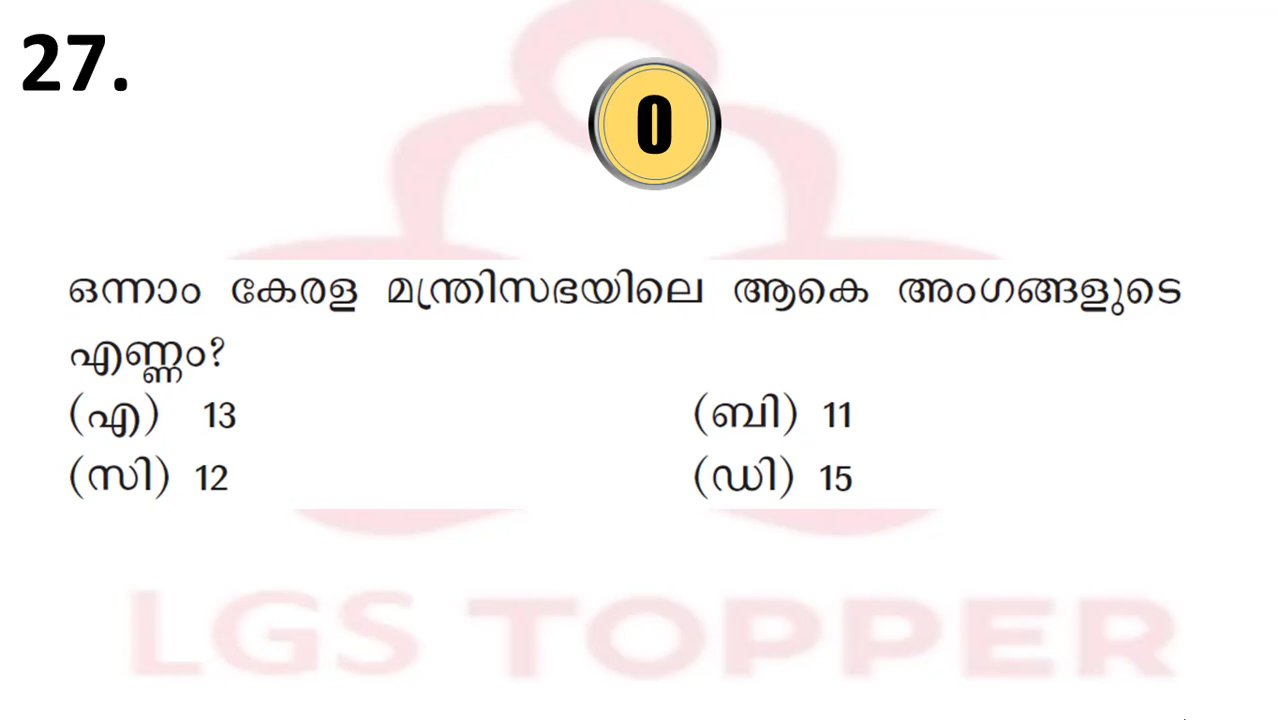 27.
0
ഒന്നാം കേരള മന്ത്രിസഭയിലെ ആകെ അംഗങ്ങളുടെ
എണ്ണം?
(എ) 13 (ബി) 11
(സി) 12 (ഡി) 15
LGS TOPPER